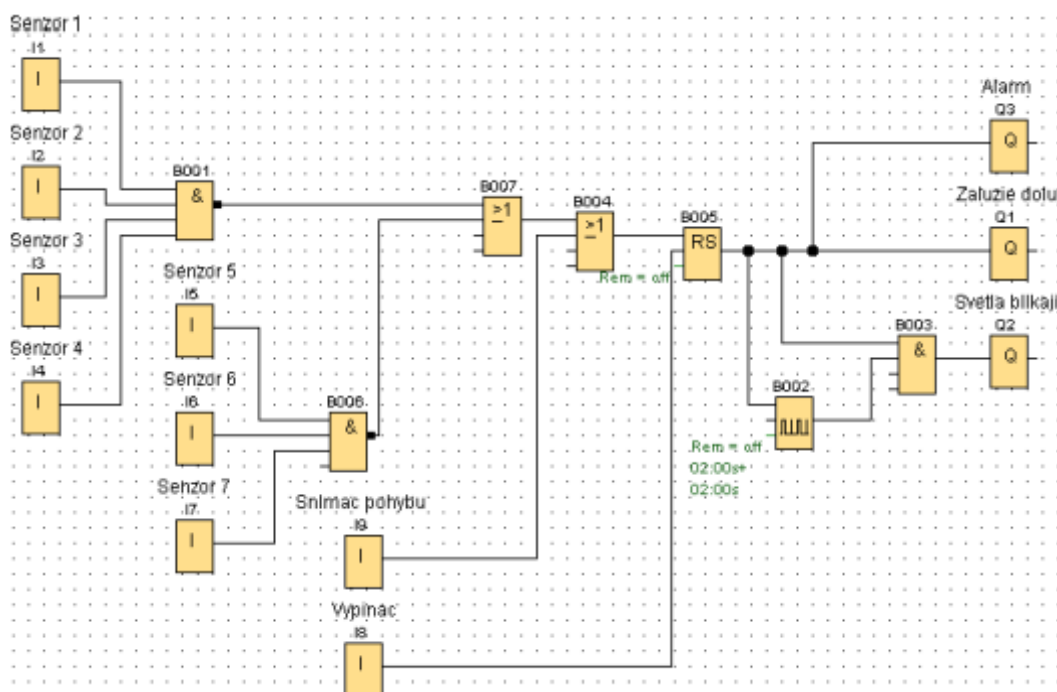 Senzor 1
I1
I
Senzor 2
I2
I
Senzor 3
I3
I
Senzor 4
I4
I
B001
&
Senzor 5
I5
I
Senzor 6
I6
I
Senzor 7
I7
I
B006
&
Snimac pohybu
I9
I
Vypinac
I8
I
B007
≥1
B004
≥1
B005
RS
Rem = off
B002
Rem = off
02:00s+
02:00s
B003
&
Alarm
Q3
Q
Zaluzie dolu
Q1
Q
Svetla blikaji
Q2
Q